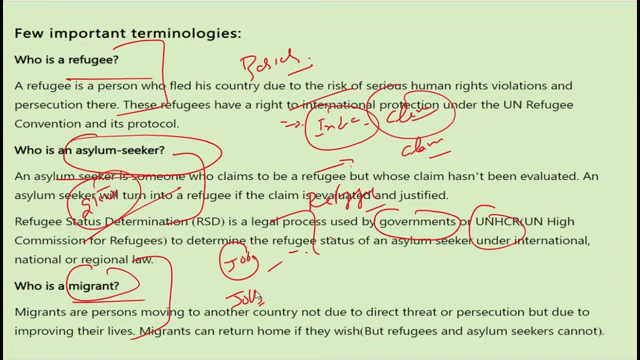 Few important terminologies:
Who is a refugee?
Basics
A refugee is a person who fled his country due to the risk of serious human rights violations and
persecution there. These refugees have a right to international protection under the UN Refugee
Convention and its protocol.
India
Who is an asylum-seeker?
An asylum seeker is someone who claims to be a refugee but whose claim hasn't been evaluated. An
asylum seeker will turn into a refugee if the claim is evaluated and justified.
Refugee Status Determination (RSD) is a legal process used by governments or UNHCR(UN High
Commission for Refugees) to determine the refugee status of an asylum seeker under international,
national or regional law.
Job
Who is a migrant?
Job
Migrants are persons moving to another country not due to direct threat or persecution but due to
improving their lives. Migrants can return home if they wish(But refugees and asylum seekers cannot).